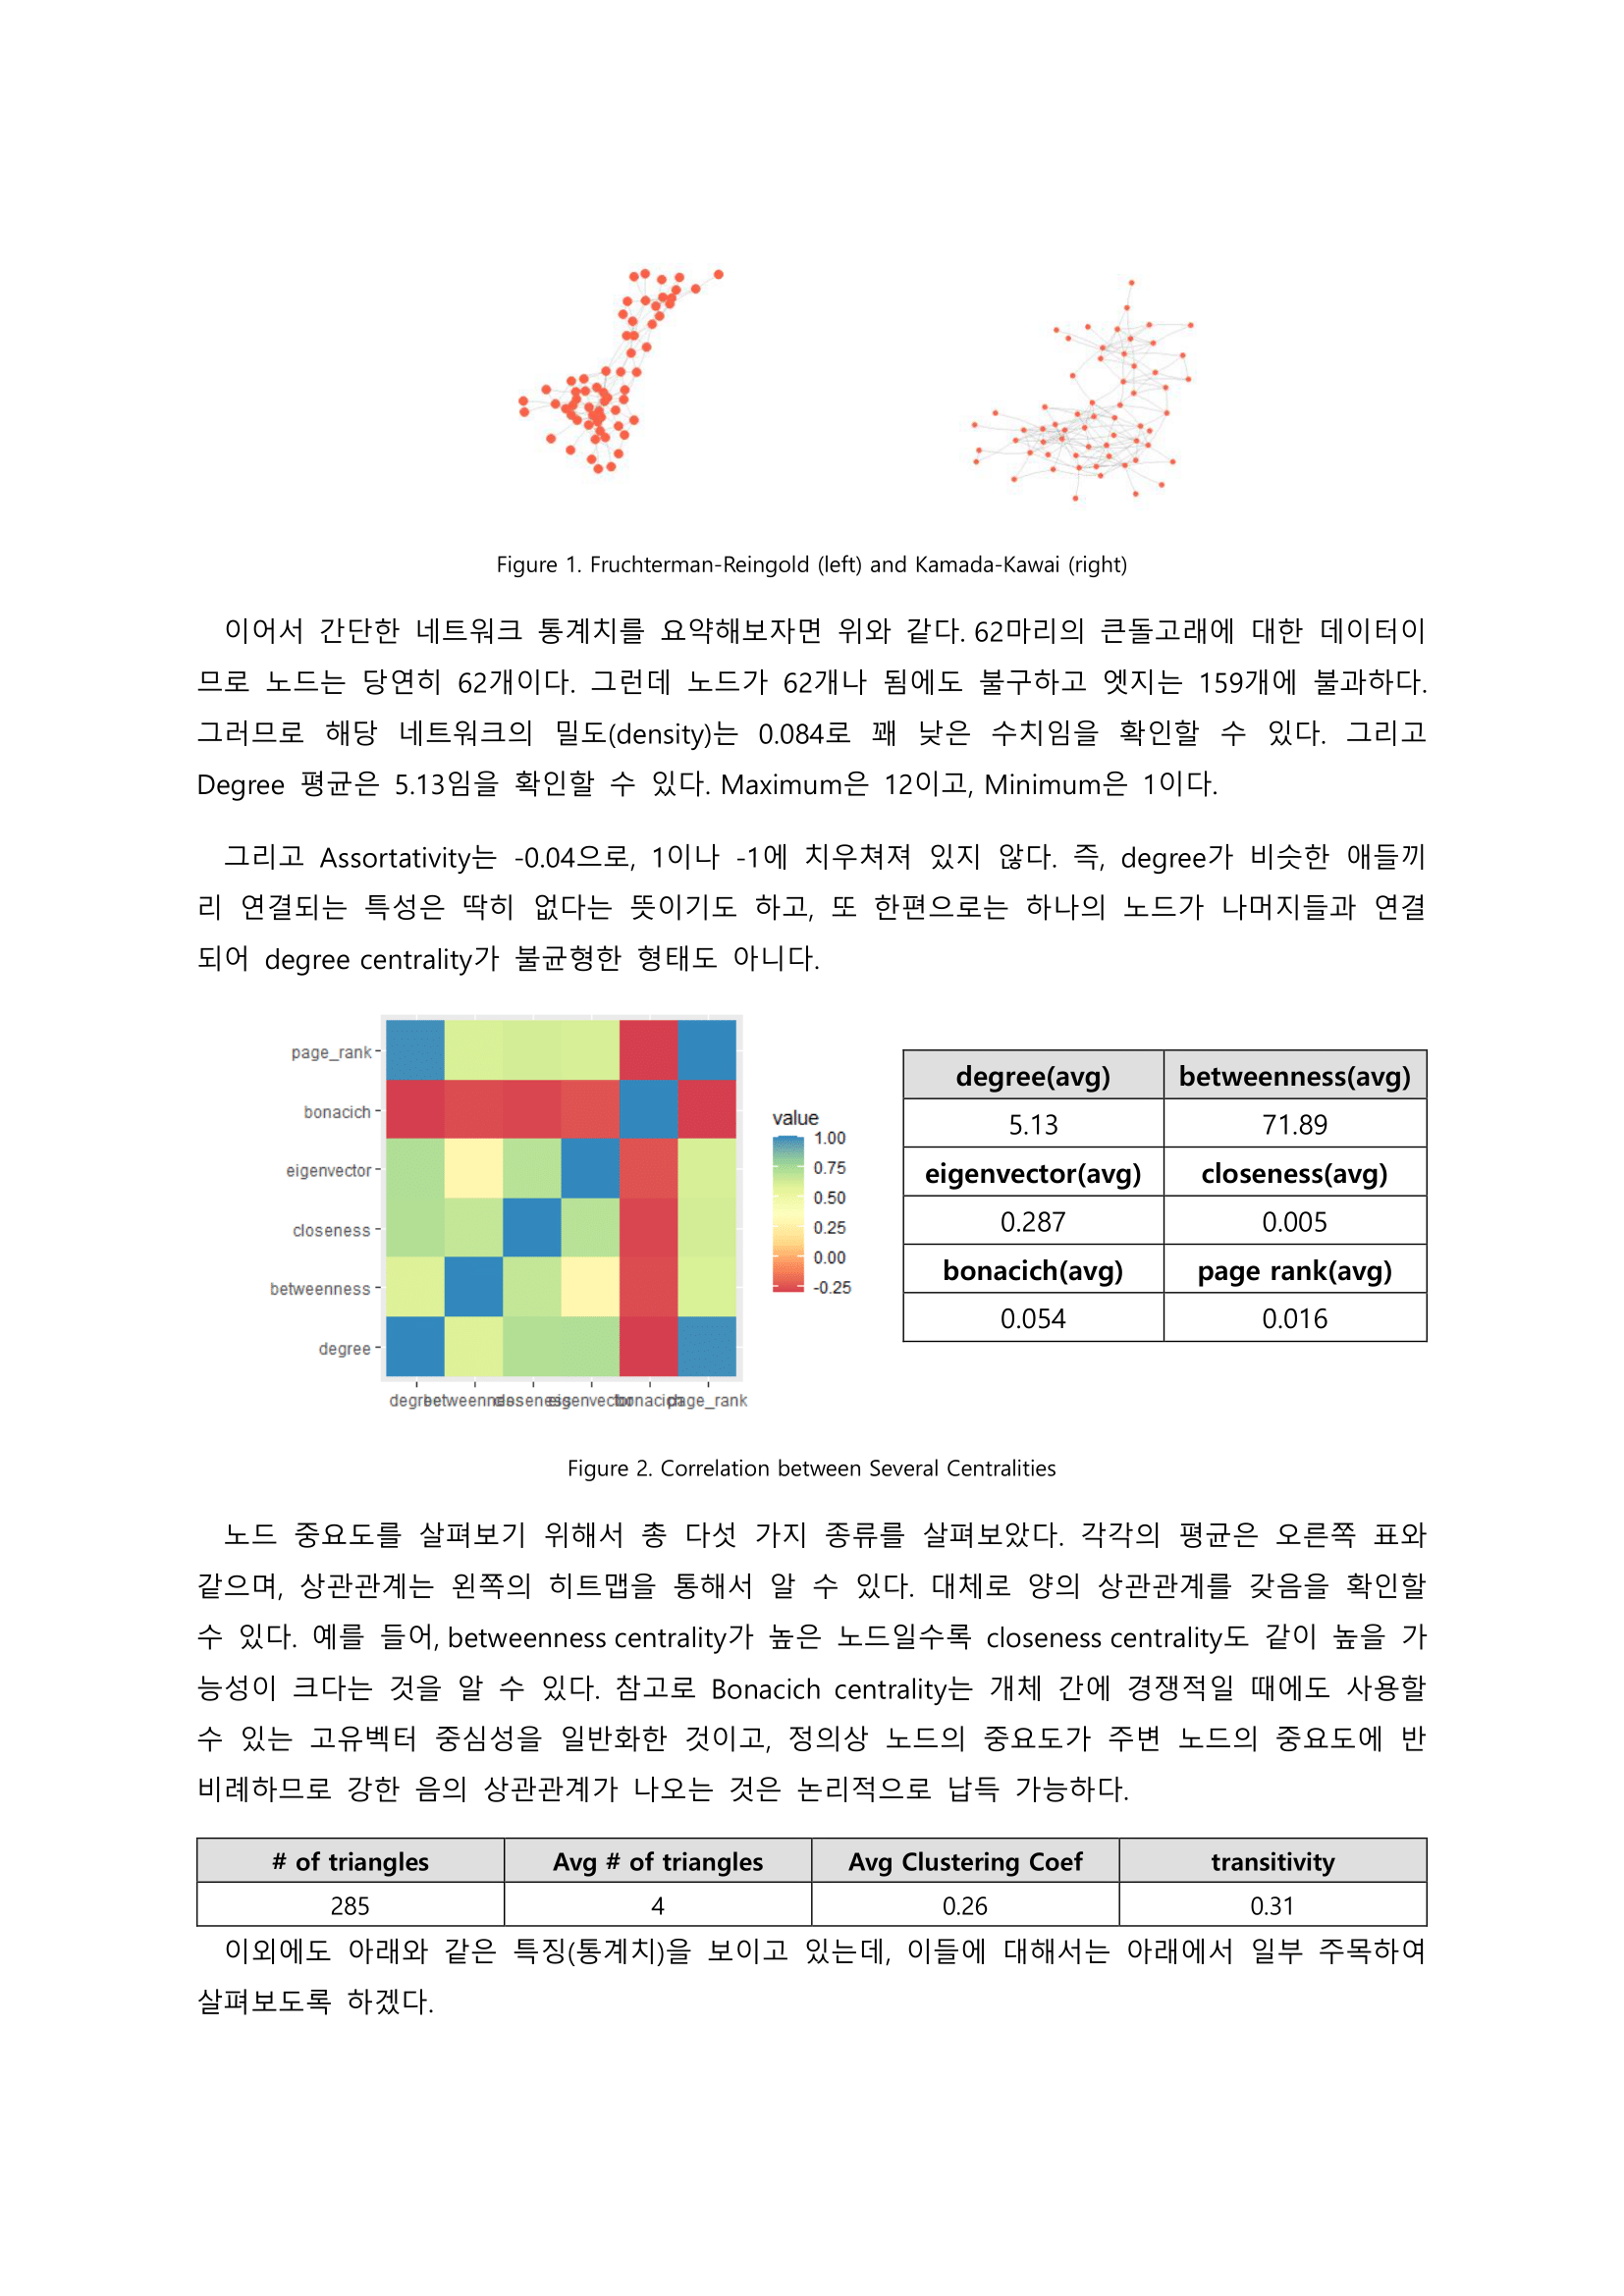 Figure 1. Fruchterman-Reingold (left) and Kamada-Kawai (right)
이어서 간단한 네트워크 통계치를 요약해보자면 위와 같다. 62마리의 큰돌고래에 대한 데이터이
므로 노드는 당연히 62개이다. 그런데 노드가 62개나 됨에도 불구하고 엣지는 159개에 불과하다.
그러므로 해당 네트워크의 밀도(density)는 0.084로 꽤 낮은 수치임을 확인할 수 있다. 그리고
Degree 평균은 5.13임을 확인할 수 있다. Maximum은 12이고, Minimum은 1이다.
그리고 Assortativity는 -0.04으로, 1이나 -1에 치우쳐져 있지 않다. 즉, degree가 비슷한 애들끼
리 연결되는 특성은 딱히 없다는 뜻이기도 하고, 또 한편으로는 하나의 노드가 나머지들과 연결
되어 degree centrality가 불균형한 형태도 아니다.
page_rank
bonacich
eigenvector
closeness
betweenness
degree
degree betweenness closeness eigenvector bonacich page_rank
value
1.00
0.75
0.50
0.25
0.00
-0.25
degree(avg) betweenness(avg)
5.13 71.89
eigenvector(avg) closeness(avg)
0.287 0.005
bonacich(avg) page rank(avg)
0.054 0.016
Figure 2. Correlation between Several Centralities
노드 중요도를 살펴보기 위해서 총 다섯 가지 종류를 살펴보았다. 각각의 평균은 오른쪽 표와
같으며, 상관관계는 왼쪽의 히트맵을 통해서 알 수 있다. 대체로 양의 상관관계를 갖음을 확인할
수 있다. 예를 들어, betweenness centrality가 높은 노드일수록 closeness centrality도 같이 높을 가
능성이 크다는 것을 알 수 있다. 참고로 Bonacich centrality는 개체 간에 경쟁적일 때에도 사용할
수 있는 고유벡터 중심성을 일반화한 것이고, 정의상 노드의 중요도가 주변 노드의 중요도에 반
비례하므로 강한 음의 상관관계가 나오는 것은 논리적으로 납득 가능하다.
# of triangles Avg # of triangles Avg Clustering Coef transitivity
285 4 0.26 0.31
이외에도 아래와 같은 특징(통계치)을 보이고 있는데, 이들에 대해서는 아래에서 일부 주목하여
살펴보도록 하겠다.